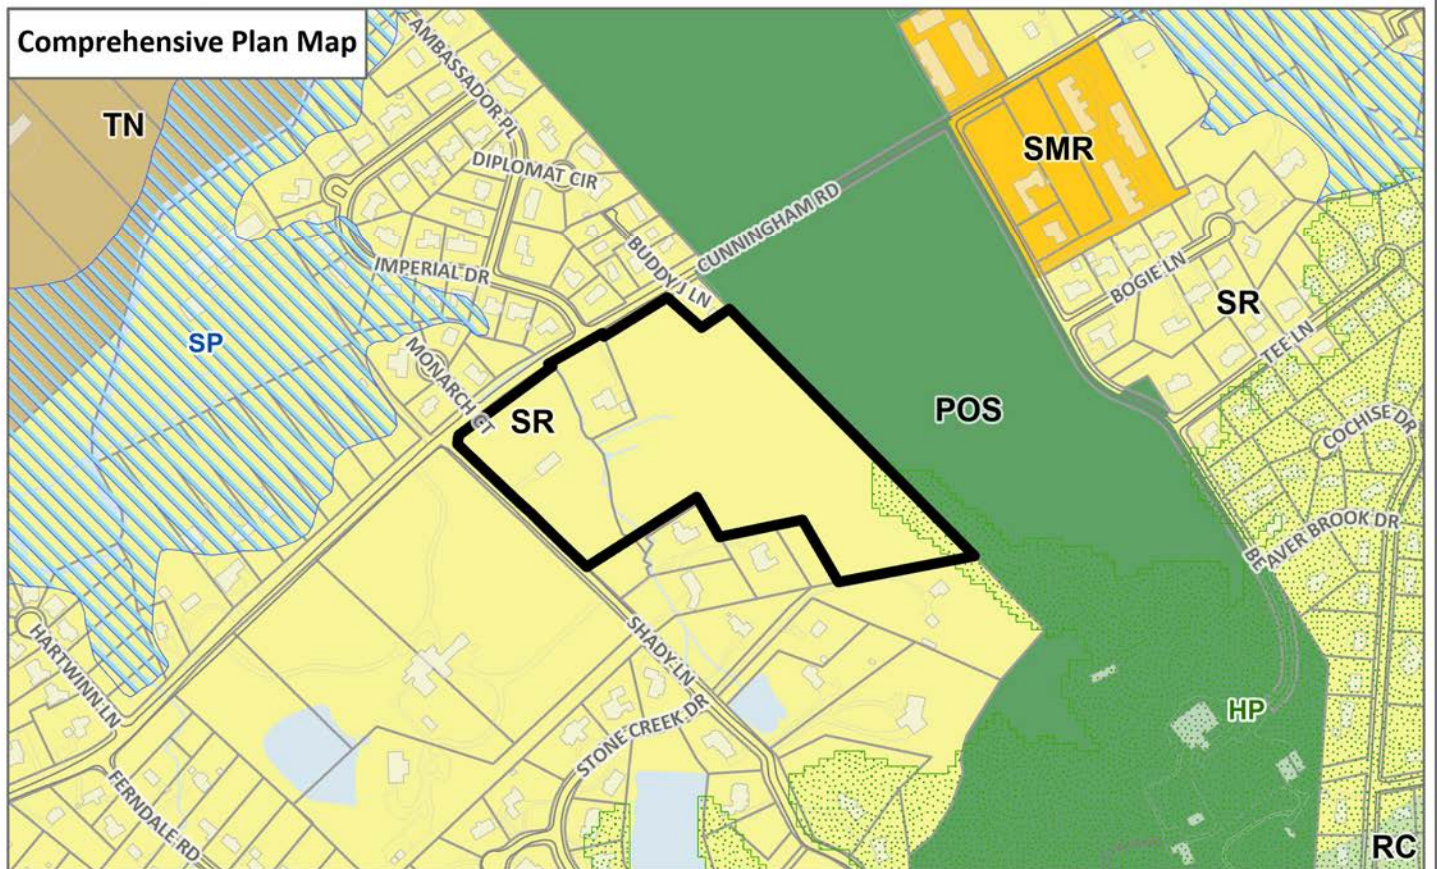 Comprehensive Plan Map
AMBASSADOR PL
TN
SMR
DIPLOMAT CIR
CUNNINGHAM RD
BUDDY J LN
IMPERIAL DR
BOGIE LN
SR
SP
TEE LN
MONARCH CT
SR
POS
COCHISE DR
BEAVER BROOK DR
HARTWINN LN
SHADY LN
STONE CREEK DR
HP
FERNDALE RD
RC